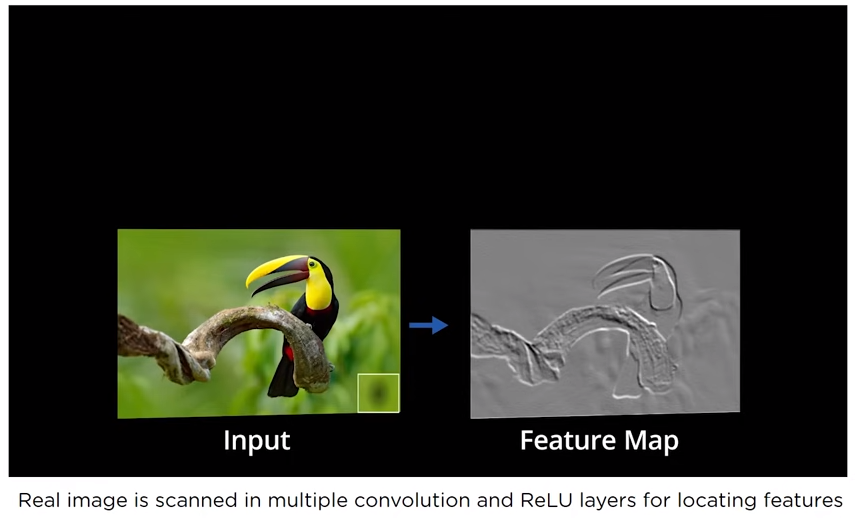 Input
Feature Map
Real image is scanned in multiple convolution and ReLU layers for locating features